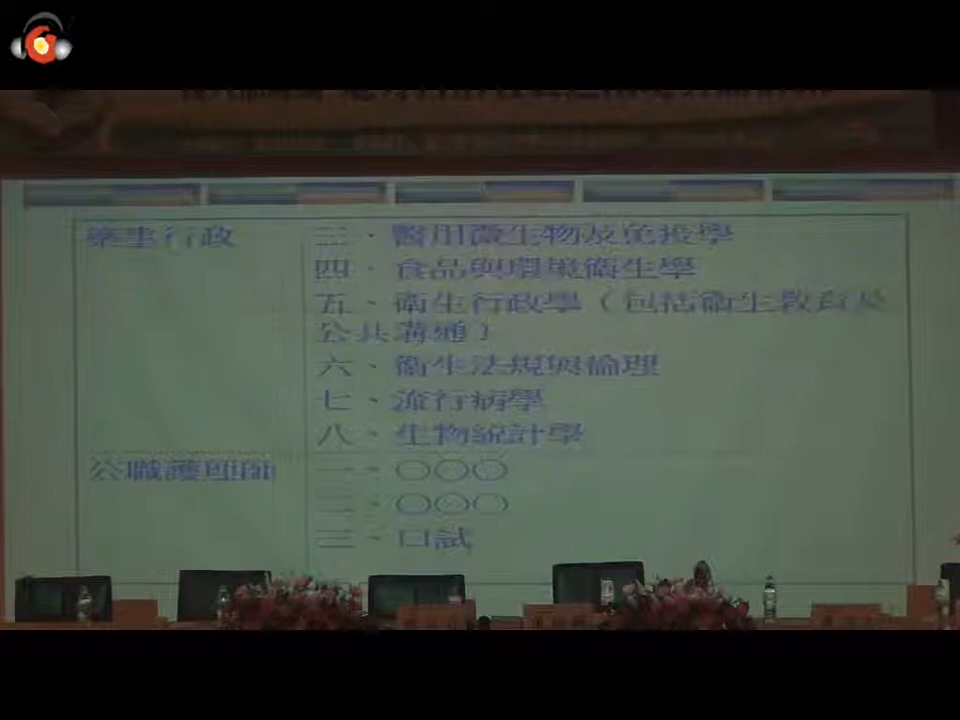 衛生行政
三、醫用微生物及免疫學
四、食品與環境衛生學
五、衛生行政學（包括衛生教育及
公共溝通）
六、衛生法規與倫理
七、流行病學
八、生物統計學
公職護理師
一、○○○
二、○○○
三、口試